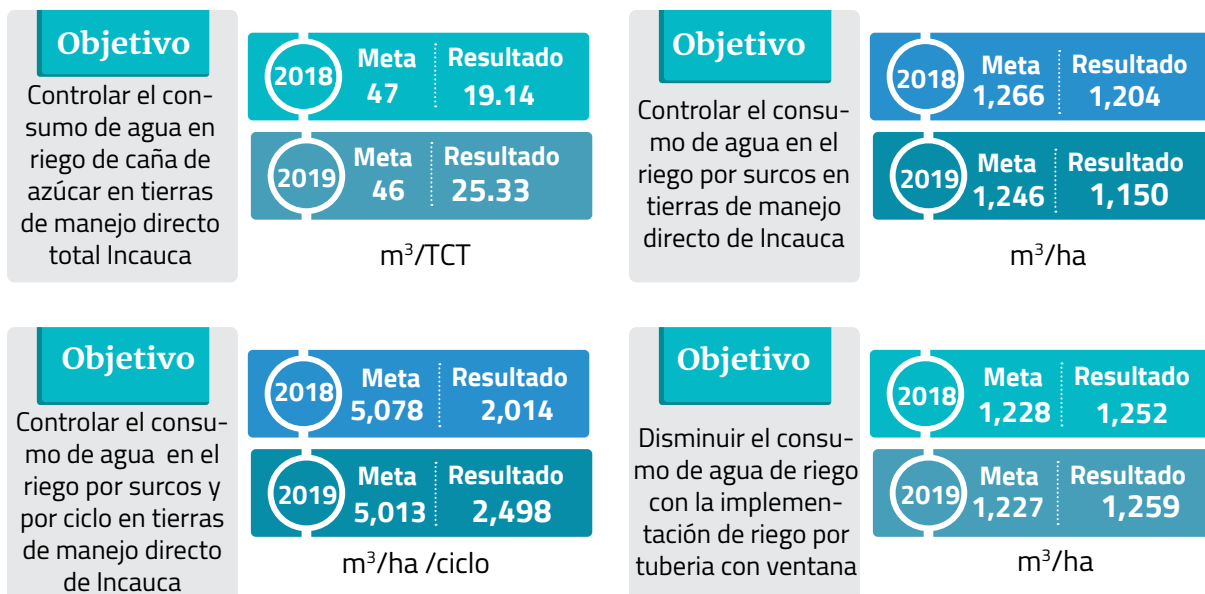 Objetivo
Controlar el con-
sumo de agua en
riego de caña de
azúcar en tierras
de manejo directo
total Incauca
2018 Meta Resultado
47 19.14
2019 Meta Resultado
46 25.33
m³/TCT
Objetivo
Controlar el consu-
mo de agua en el
riego por surcos en
tierras de manejo
directo de Incauca
2018 Meta Resultado
1,266 1,204
2019 Meta Resultado
1,246 1,150
m³/ha
Objetivo
Controlar el consu-
mo de agua en el
riego por surcos y
por ciclo en tierras
de manejo directo
de Incauca
2018 Meta Resultado
5,078 2,014
2019 Meta Resultado
5,013 2,498
m³/ha /ciclo
Objetivo
Disminuir el consu-
mo de agua de riego
con la implemen-
tación de riego por
tuberia con ventana
2018 Meta Resultado
1,228 1,252
2019 Meta Resultado
1,227 1,259
m³/ha